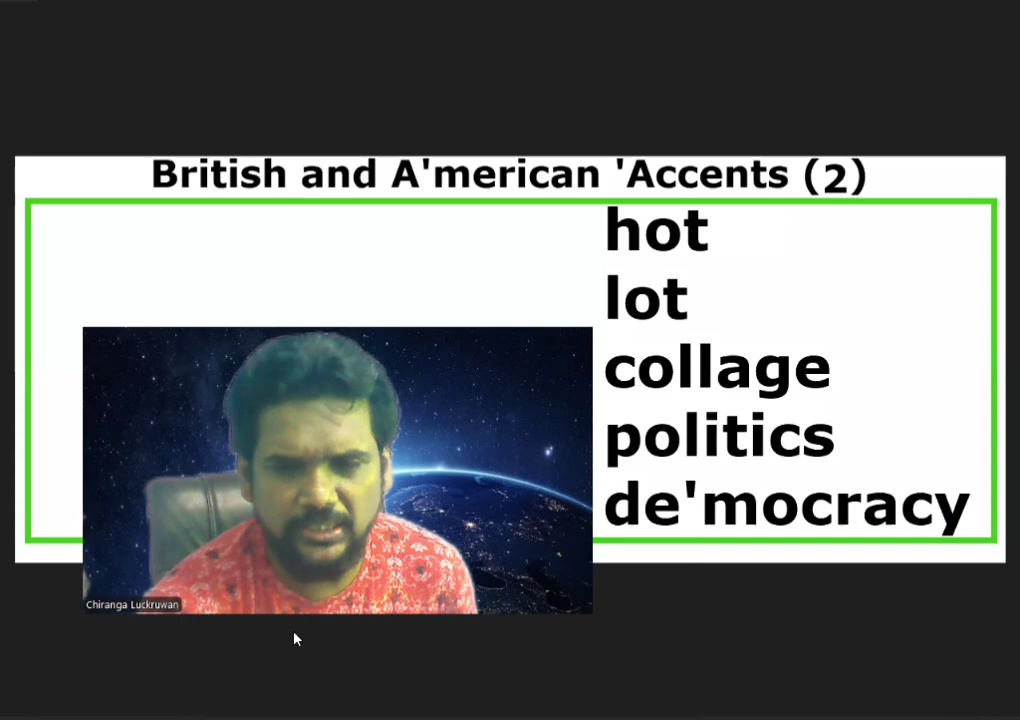 British and A'merican 'Accents (2)
hot
lot
collage
politics
de'mocracy
Chiranga Luckruwan